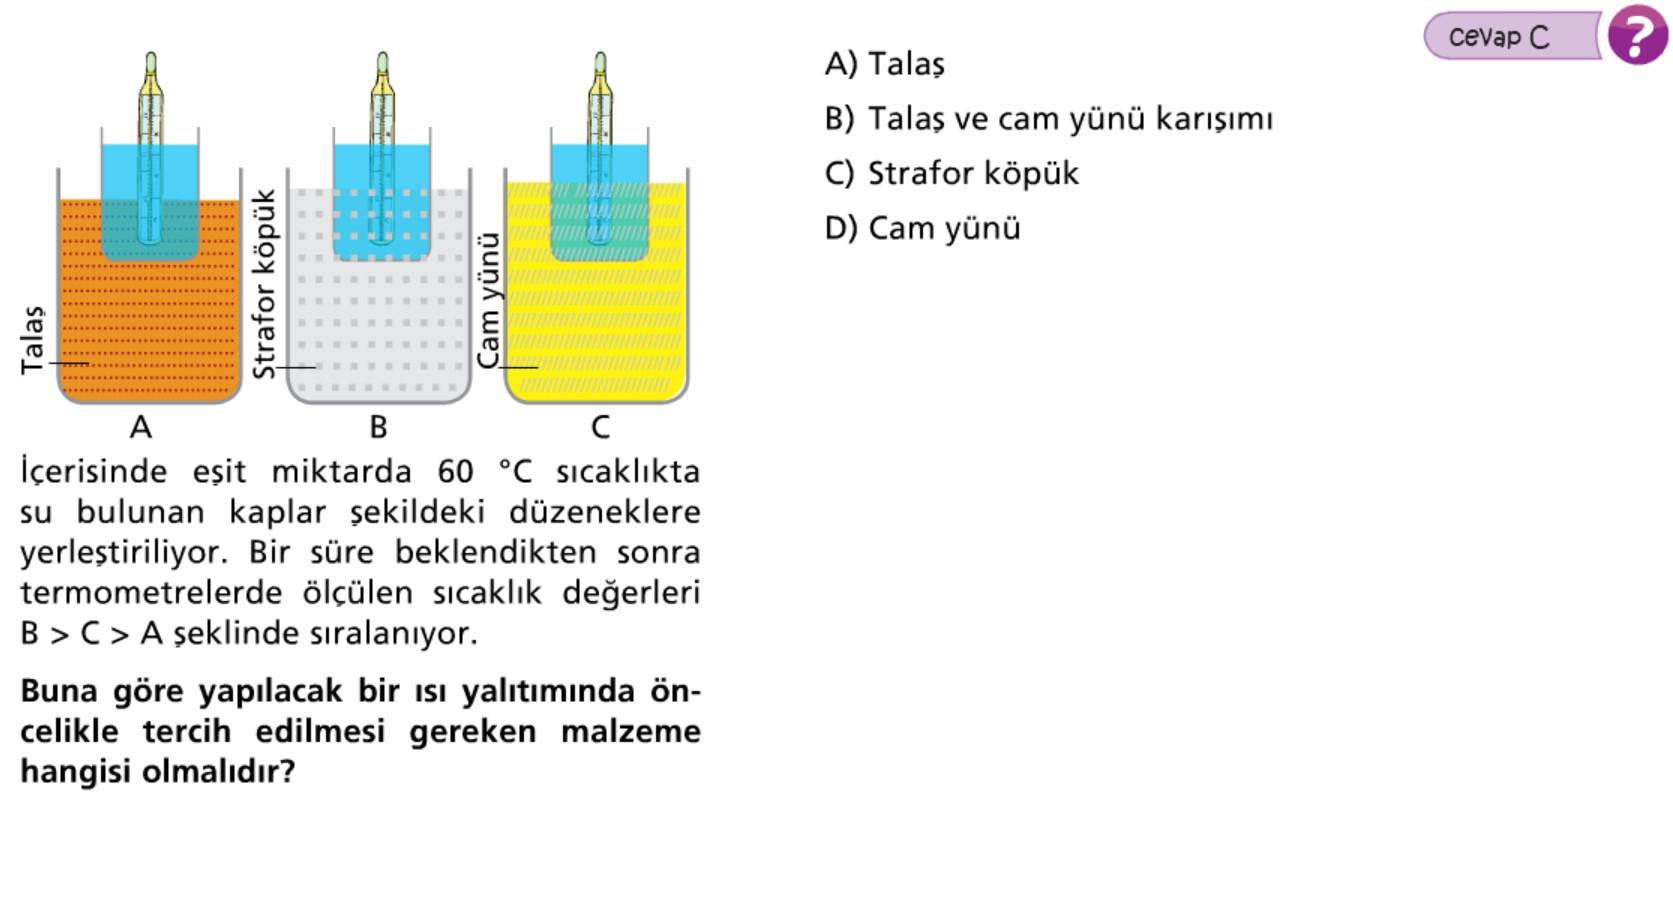 cevap C
?
Talaş
Strafor köpük
Cam yünü
A
B
C
İçerisinde eşit miktarda 60 °C sıcaklıkta
su bulunan kaplar şekildeki düzeneklere
yerleştiriliyor. Bir süre beklendikten sonra
termometrelerde ölçülen sıcaklık değerleri
B > C > A şeklinde sıralanıyor.
Buna göre yapılacak bir ısı yalıtımında ön-
celikle tercih edilmesi gereken malzeme
hangisi olmalıdır?
A) Talaş
B) Talaş ve cam yünü karışımı
C) Strafor köpük
D) Cam yünü